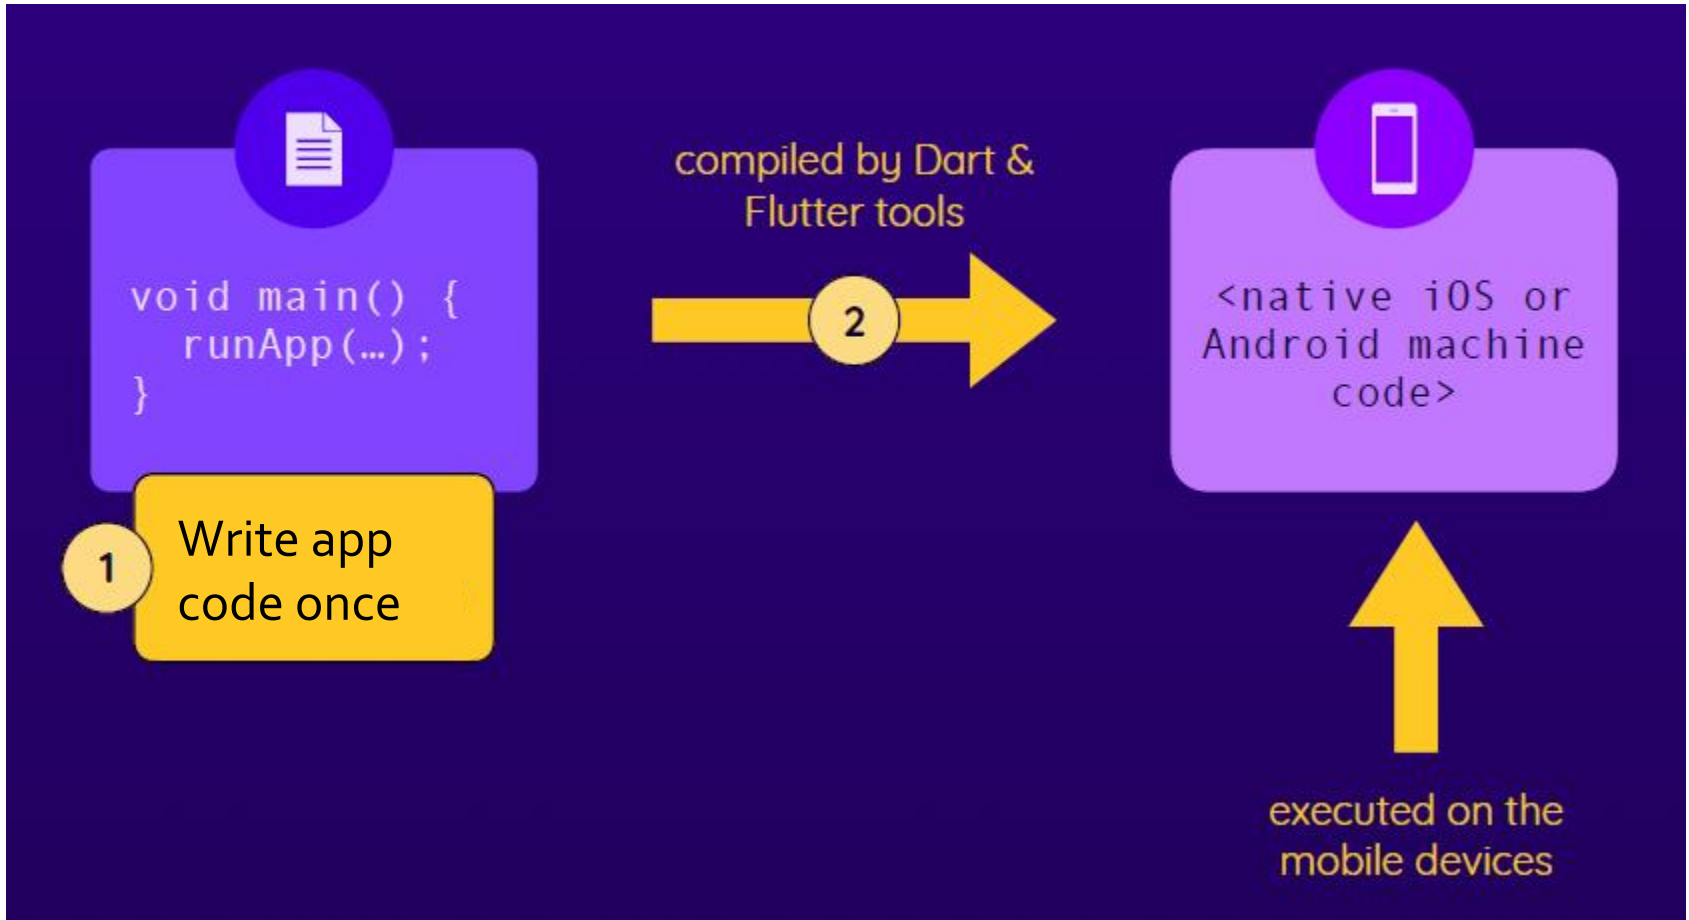 void main() {
runApp(…);
}
1
Write app
code once
compiled by Dart &
Flutter tools
2
<native iOS or
Android machine
code>
executed on the
mobile devices